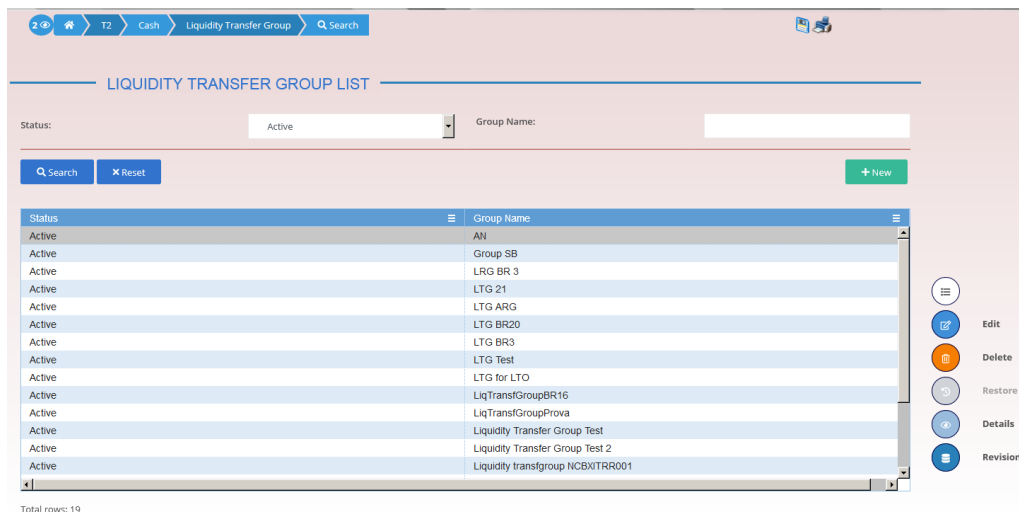 2
T2
Cash
Liquidity Transfer Group
Search
LIQUIDITY TRANSFER GROUP LIST
Status:
Active
Group Name:
Search
Reset
New
Status Group Name
Active AN
Active Group SB
Active LRG BR 3
Active LTG 21
Active LTG ARG
Active LTG BR20
Active LTG BR3
Active LTG Test
Active LTG for LTO
Active LiqTransfGroupBR16
Active LiqTransfGroupProva
Active Liquidity Transfer Group Test
Active Liquidity Transfer Group Test 2
Active Liquidity transfgroup NCBXITRR001
Edit
Delete
Restore
Details
Revision
Total rows: 19